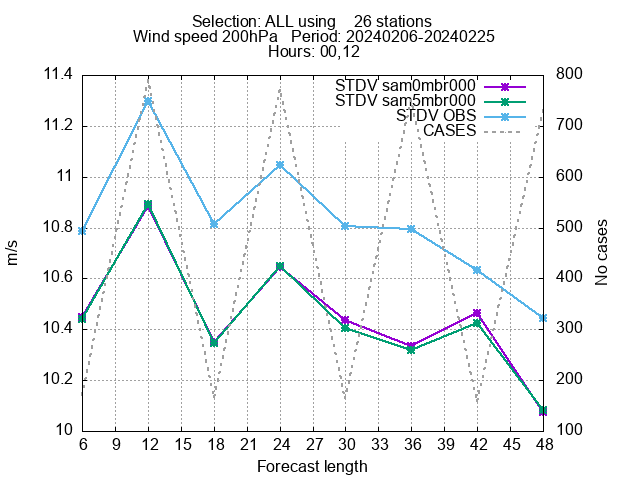 Selection: ALL using 26 stations
Wind speed 200hPa Period: 20240206-20240225
Hours: 00,12
STDV sam0mbr000
STDV sam5mbr000
STDV OBS
CASES
11.4
11.2
11
10.8
10.6
10.4
10.2
10
800
700
600
500
400
300
200
100
m/s
No cases
6 9 12 15 18 21 24 27 30 33 36 39 42 45 48
Forecast length